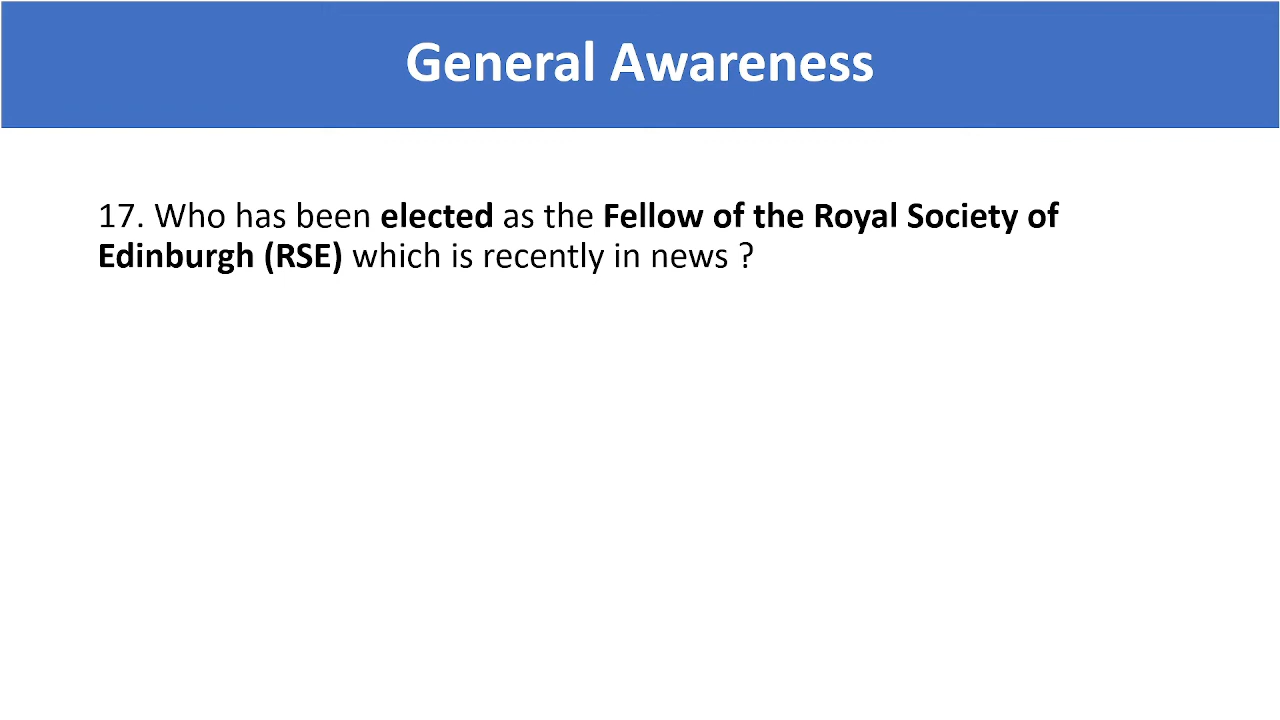 General Awareness
17. Who has been elected as the Fellow of the Royal Society of
Edinburgh (RSE) which is recently in news ?